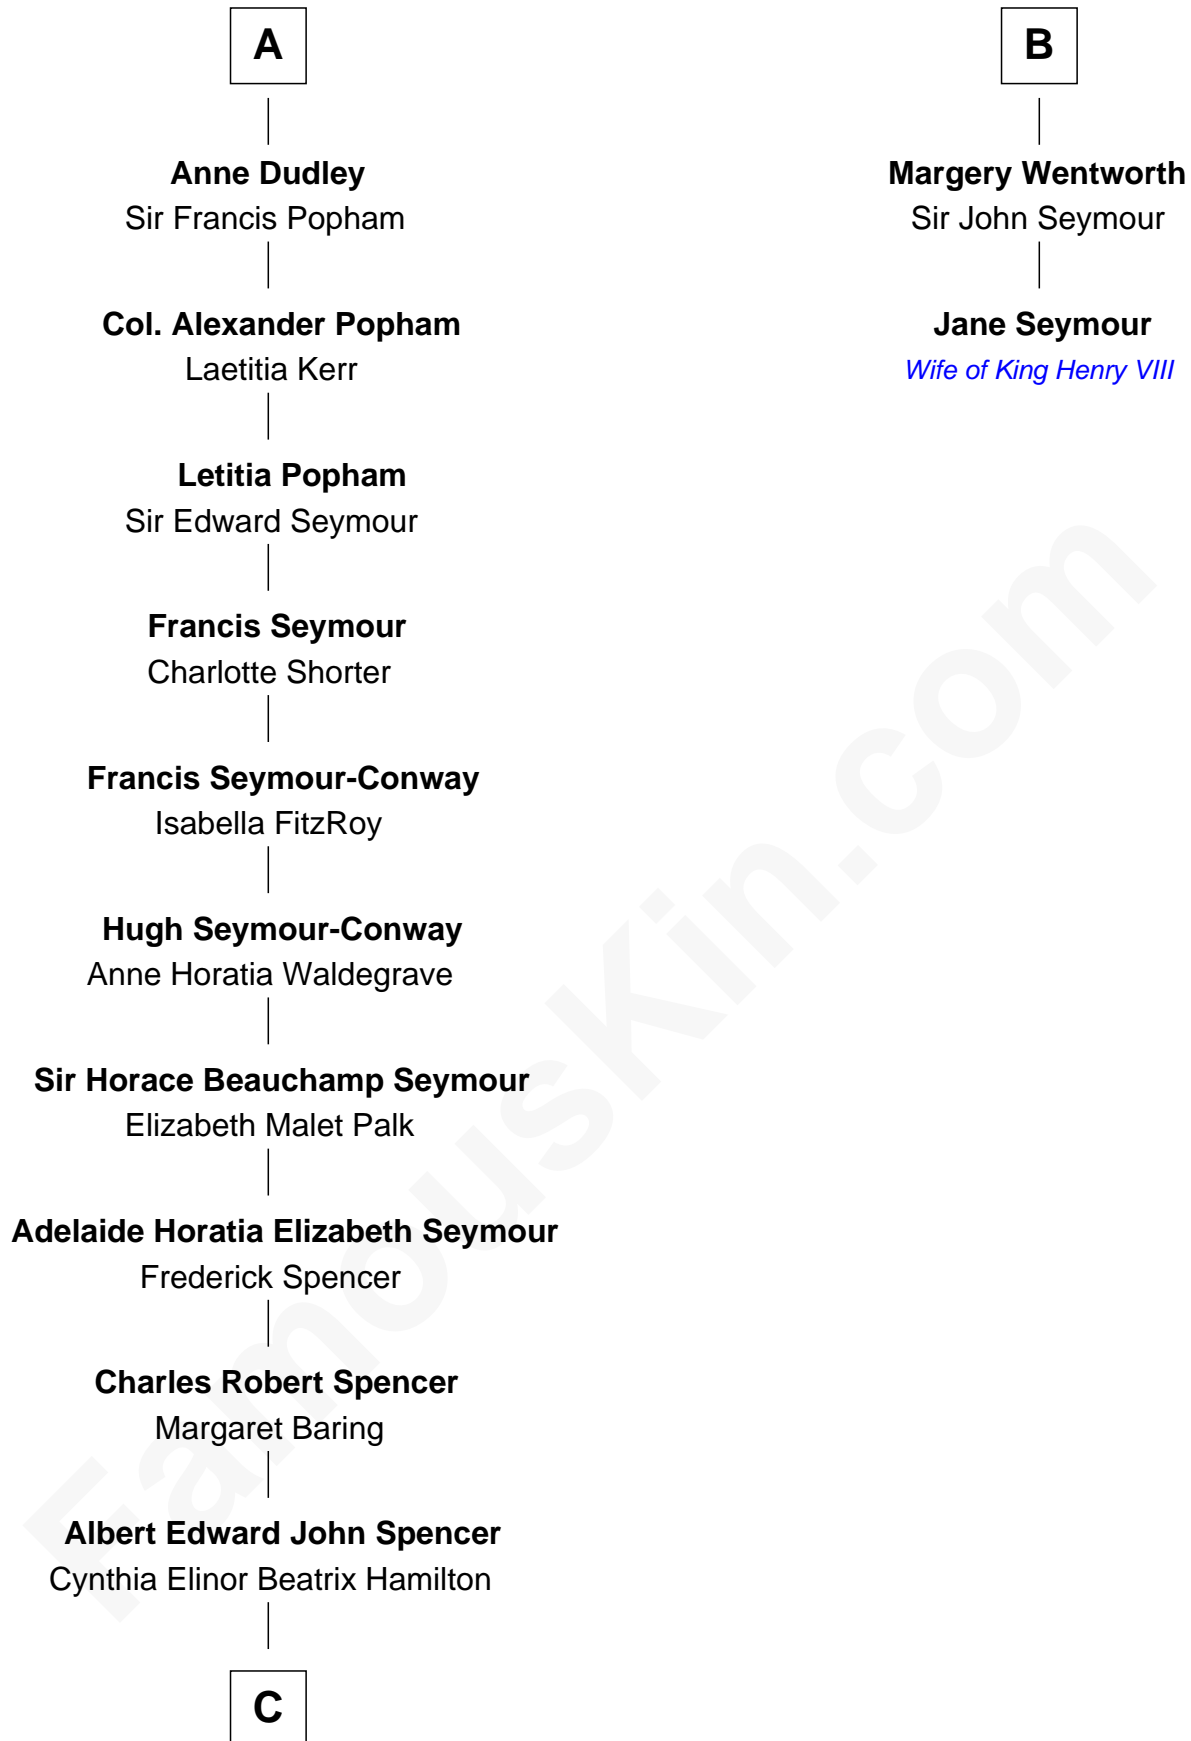 A
Anne Dudley
Sir Francis Popham
Col. Alexander Popham
Laetitia Kerr
Letitia Popham
Sir Edward Seymour
Francis Seymour
Charlotte Shorter
Francis Seymour-Conway
Isabella FitzRoy
Hugh Seymour-Conway
Anne Horatia Waldegrave
Sir Horace Beauchamp Seymour
Elizabeth Malet Palk
Adelaide Horatia Elizabeth Seymour
Frederick Spencer
Charles Robert Spencer
Margaret Baring
Albert Edward John Spencer
Cynthia Elinor Beatrix Hamilton
C
B
Margery Wentworth
Sir John Seymour
Jane Seymour
Wife of King Henry VIII
FamousKin.com